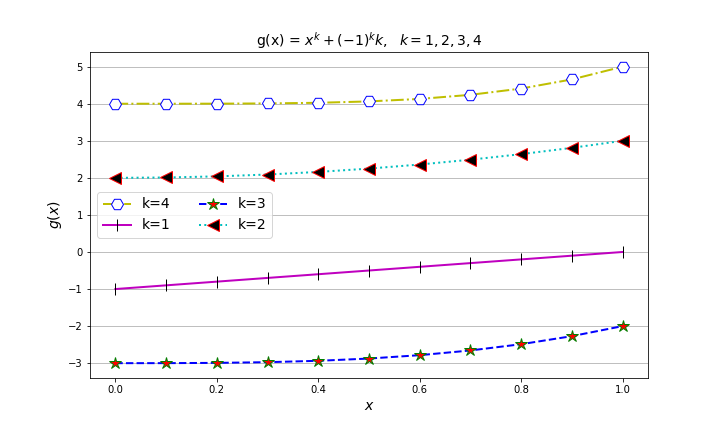 g(x) = $x^k + (-1)^k k$,  $k = 1, 2, 3, 4$
g(x)
5
4
3
2
1
0
−1
−2
−3
k=4 k=3
k=1 k=2
0.0 0.2 0.4 0.6 0.8 1.0
x